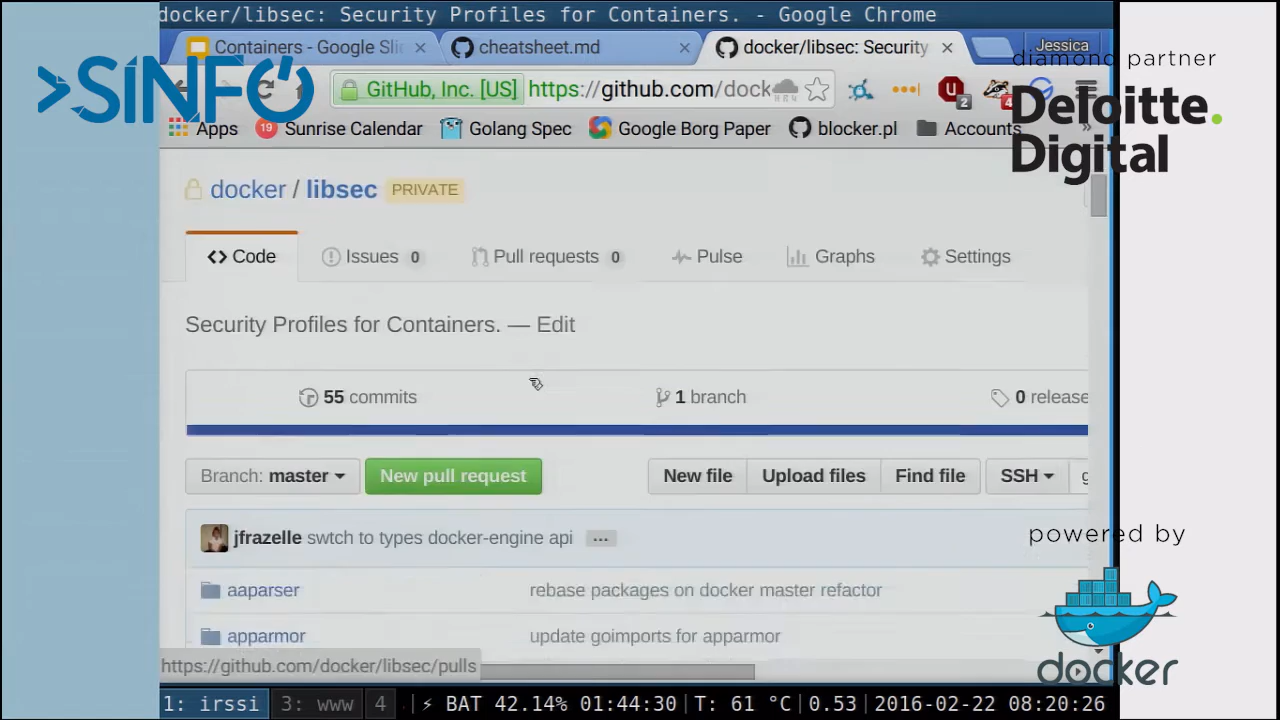 docker/libsec: Security Profiles for Containers. - Google Chrome
Containers - Google Sli
cheatsheet.md
docker/libsec: Security
Jessica
SINFO
diamond partner
Deloitte.
Digital
GitHub, Inc. [US]
https://github.com/dock
2
4
Apps
19
Sunrise Calendar
Golang Spec
Google Borg Paper
blocker.pl
Accounts
»
docker / libsec PRIVATE
<> Code
Issues 0
Pull requests 0
Pulse
Graphs
Settings
Security Profiles for Containers. — Edit
55 commits
1 branch
0 release
Branch: master
New pull request
New file
Upload files
Find file
SSH
jfrazelle swtch to types docker-engine api ...
powered by
aaparser
rebase packages on docker master refactor
apparmor
update goimports for apparmor
https://github.com/docker/libsec/pulls
docker
1: irssi
3: www
4
⚡ BAT 42.14% 01:44:30| T: 61 °C| 0.53| 2016-02-22 08:20:26